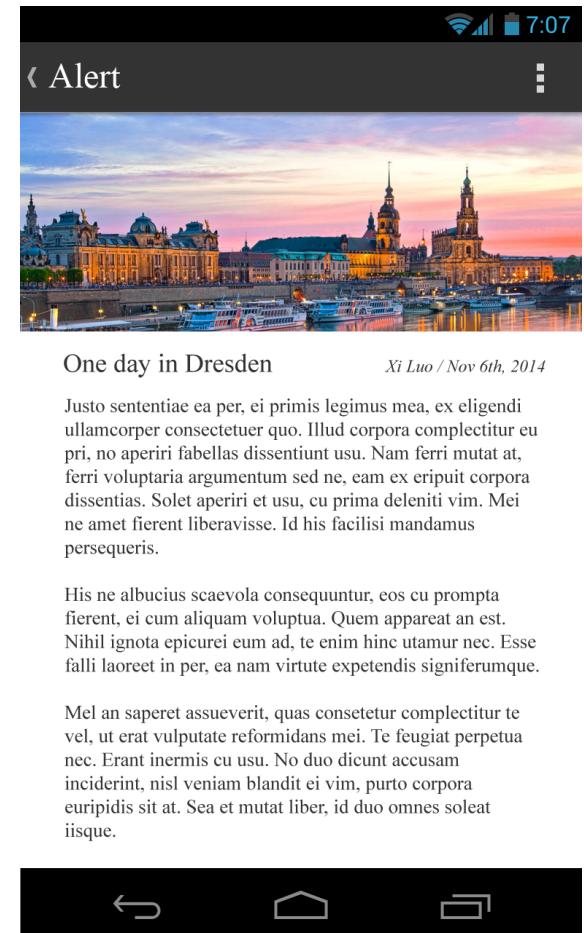 7:07
Alert
One day in Dresden
Xi Luo / Nov 6th, 2014
Justo sententiae ea per, ei primis legimus mea, ex eligendi
ullamcorper consectetuer quo. Illud corpora complectitur eu
pri, no aperiri fabellas dissentiunt usu. Nam ferri mutat at,
ferri voluptaria argumentum sed ne, eam ex eripuit corpora
dissentias. Solet aperiri et usu, cu prima deleniti vim. Mei
ne amet fierent liberavisse. Id his facilisi mandamus
persequeris.
His ne albucius scaevola consequuntur, eos cu prompta
fierent, ei cum aliquam voluptua. Quem appareat an est.
Nihil ignota epicurei eum ad, te enim hinc utamur nec. Esse
falli laoreet in per, ea nam virtute expetendis signiferumque.
Mel an saperet assueverit, quas consetetur complectitur te
vel, ut erat vulputate reformidans mei. Te feugiat perpetua
nec. Erant inermis cu usu. No duo dicunt accusam
inciderint, nisl veniam blandit ei vim, purto corpora
euripidis sit at. Sea et mutat liber, id duo omnes soleat
iisque.